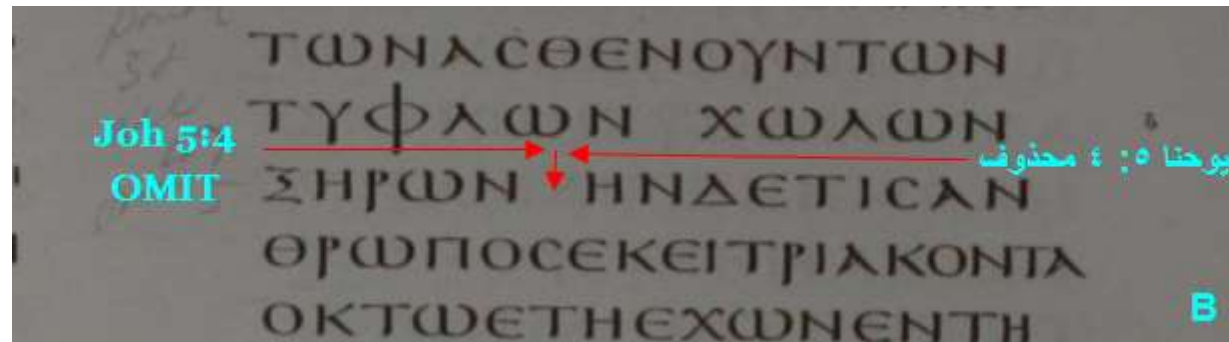 ΤΩΝΑϹΘΕΝΟΥΝΤΩΝ
ΤΥΦΛΩΝ ΧΩΛΩΝ
Joh 5:4
OMIT
يوحنا ٥: ٤ محذوف
ΞΗΡΩΝ ΗΝΔΕΤΙϹΑΝ
ΘΡΩΠΟϹΕΚΕΙΤΡΙΑΚΟΝΤΑ
ΟΚΤΩΕΤΗΕΧΩΝΕΝΤΗ
B